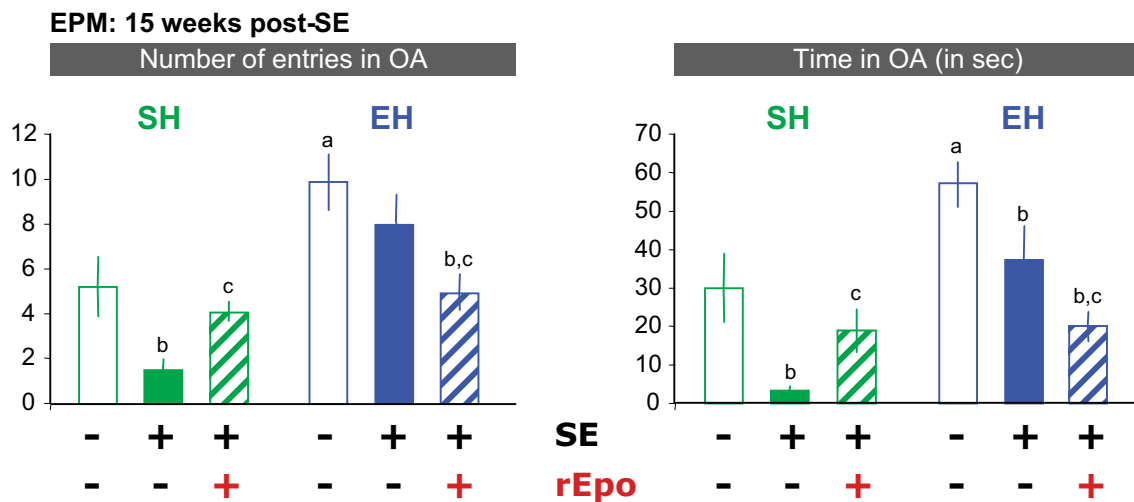 EPM: 15 weeks post-SE
Number of entries in OA
Time in OA (in sec)
SH EH
12
10
8
6
4
2
0
b
c
a
b,c
SH EH
70
60
50
40
30
20
10
0
b
c
a
b
b,c
- + + - + + SE - + + - + +
- - + - - + rEpo - - + - - +